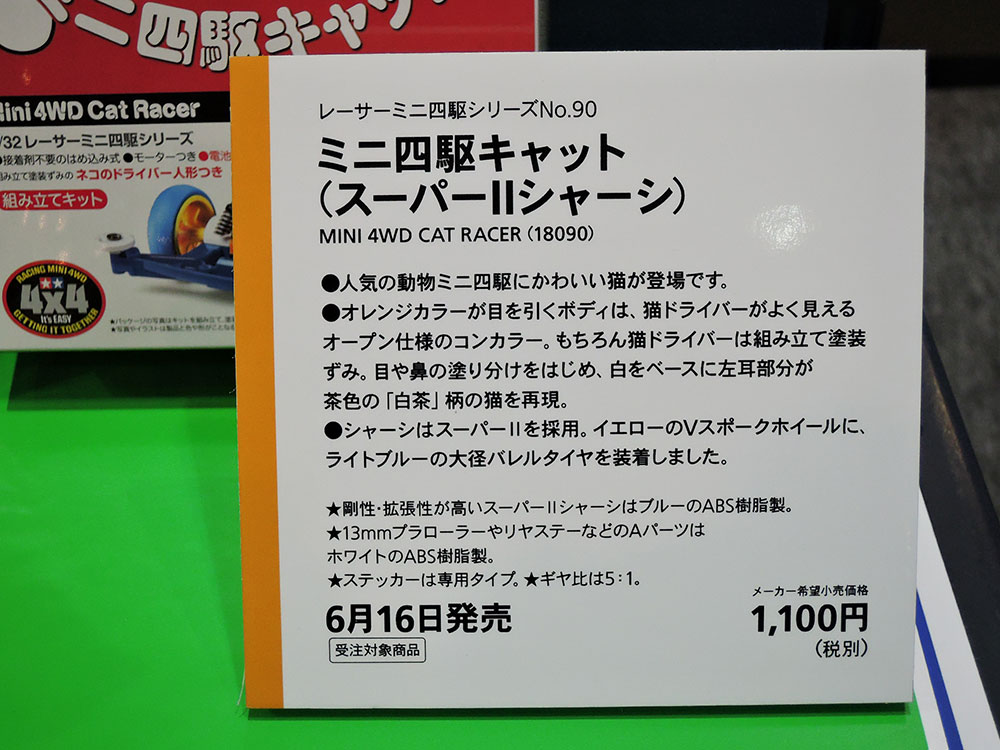 ミニ四駆キャッ
Mini 4WD Cat Racer
/32 レーサーミニ四駆シリーズ
●接着剤不要のはめ込み式 ●モーターつき ●電池
組み立て塗装ずみの ネコのドライバー人形つき
組み立てキット
RACING MINI 4WD
4x4
It's EASY
GETTING IT TOGETHER
レーサーミニ四駆シリーズNo.90
ミニ四駆キャット
(スーパーIIシャーシ)
MINI 4WD CAT RACER (18090)
●人気の動物ミニ四駆にかわいい猫が登場です。
●オレンジカラーが目を引くボディは、猫ドライバーがよく見える
オープン仕様のコンカラー。もちろん猫ドライバーは組み立て塗装
ずみ。目や鼻の塗り分けをはじめ、白をベースに左耳部分が
茶色の「白茶」柄の猫を再現。
●シャーシはスーパーIIを採用。イエローのVスポークホイールに、
ライトブルーの大径バレルタイヤを装着しました。
★剛性・拡張性が高いスーパーIIシャーシはブルーのABS樹脂製。
★13mmプラローラーやリヤステーなどのAパーツは
ホワイトのABS樹脂製。
★ステッカーは専用タイプ。★ギヤ比は5:1。
6月16日発売
受注対象商品
メーカー希望小売価格
1,100円
(税別)